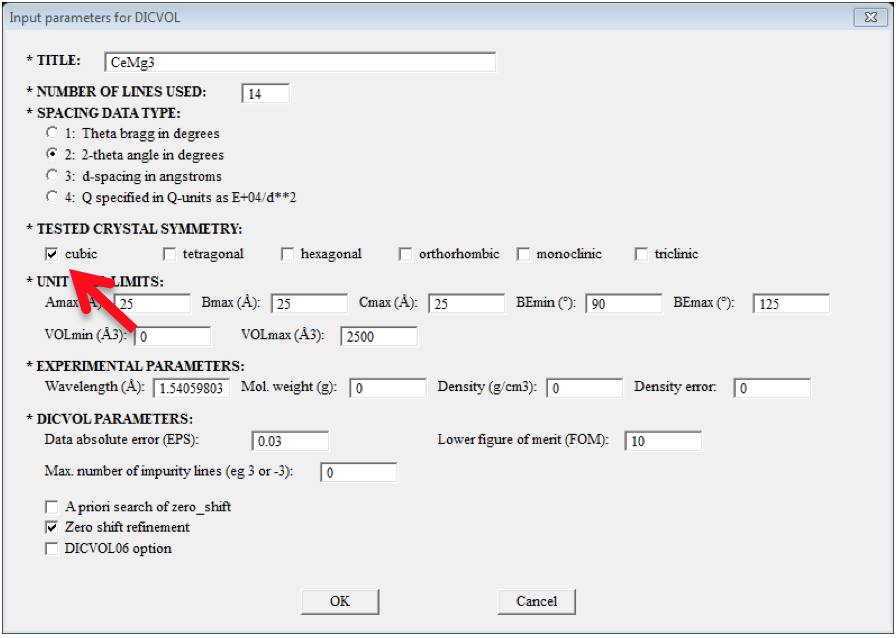 Input parameters for DICVOL
* TITLE: CeMg3
* NUMBER OF LINES USED: 14
* SPACING DATA TYPE:
1: Theta bragg in degrees
2: 2-theta angle in degrees
3: d-spacing in angstroms
4: Q specified in Q-units as E+04/d**2
* TESTED CRYSTAL SYMMETRY:
cubic tetragonal hexagonal orthorhombic monoclinic triclinic
* UNIT LIMITS:
Amax 25 Bmax (Å): 25 Cmax (Å): 25 BEmin (°): 90 BEmax (°): 125
VOLmin (Å3): 0 VOLmax (Å3): 2500
* EXPERIMENTAL PARAMETERS:
Wavelength (Å): 1.54059803 Mol. weight (g): 0 Density (g/cm3): 0 Density error: 0
* DICVOL PARAMETERS:
Data absolute error (EPS): 0.03 Lower figure of merit (FOM): 10
Max. number of impurity lines (eg 3 or -3): 0
A priori search of zero_shift
Zero shift refinement
DICVOL06 option
OK Cancel